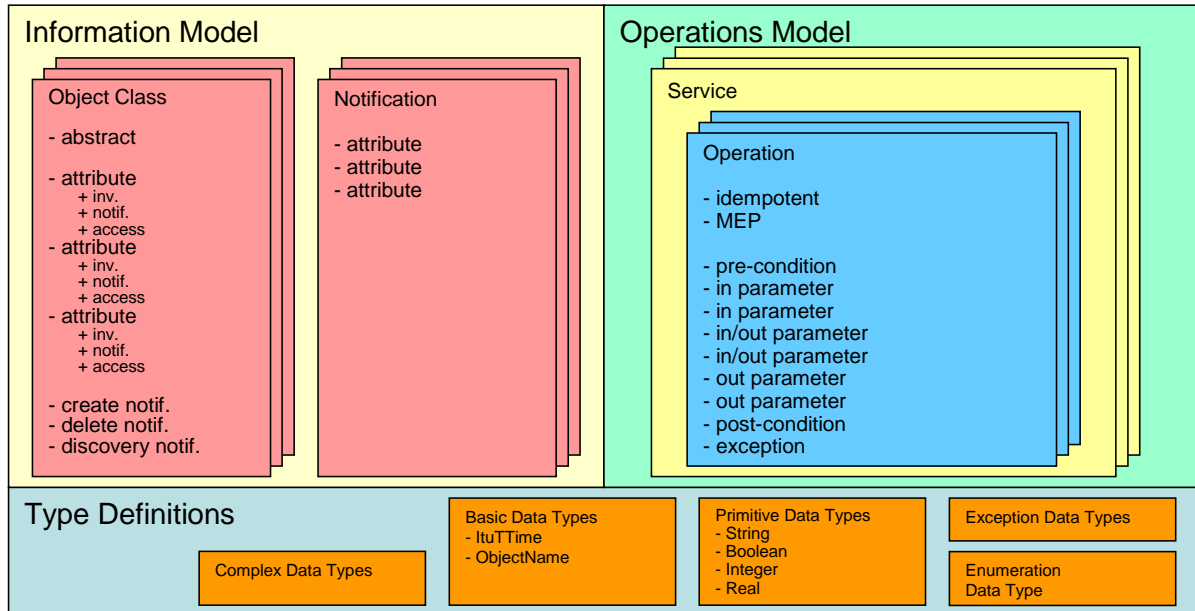 Information Model
Object Class
- abstract
- attribute
+ inv.
+ notif.
+ access
- attribute
+ inv.
+ notif.
+ access
- attribute
+ inv.
+ notif.
+ access
- create notif.
- delete notif.
- discovery notif.
Notification
- attribute
- attribute
- attribute
Operations Model
Service
Operation
- idempotent
- MEP
- pre-condition
- in parameter
- in parameter
- in/out parameter
- in/out parameter
- out parameter
- out parameter
- post-condition
- exception
Type Definitions
Complex Data Types
Basic Data Types
- ItuTTime
- ObjectName
Primitive Data Types
- String
- Boolean
- Integer
- Real
Exception Data Types
Enumeration
Data Type